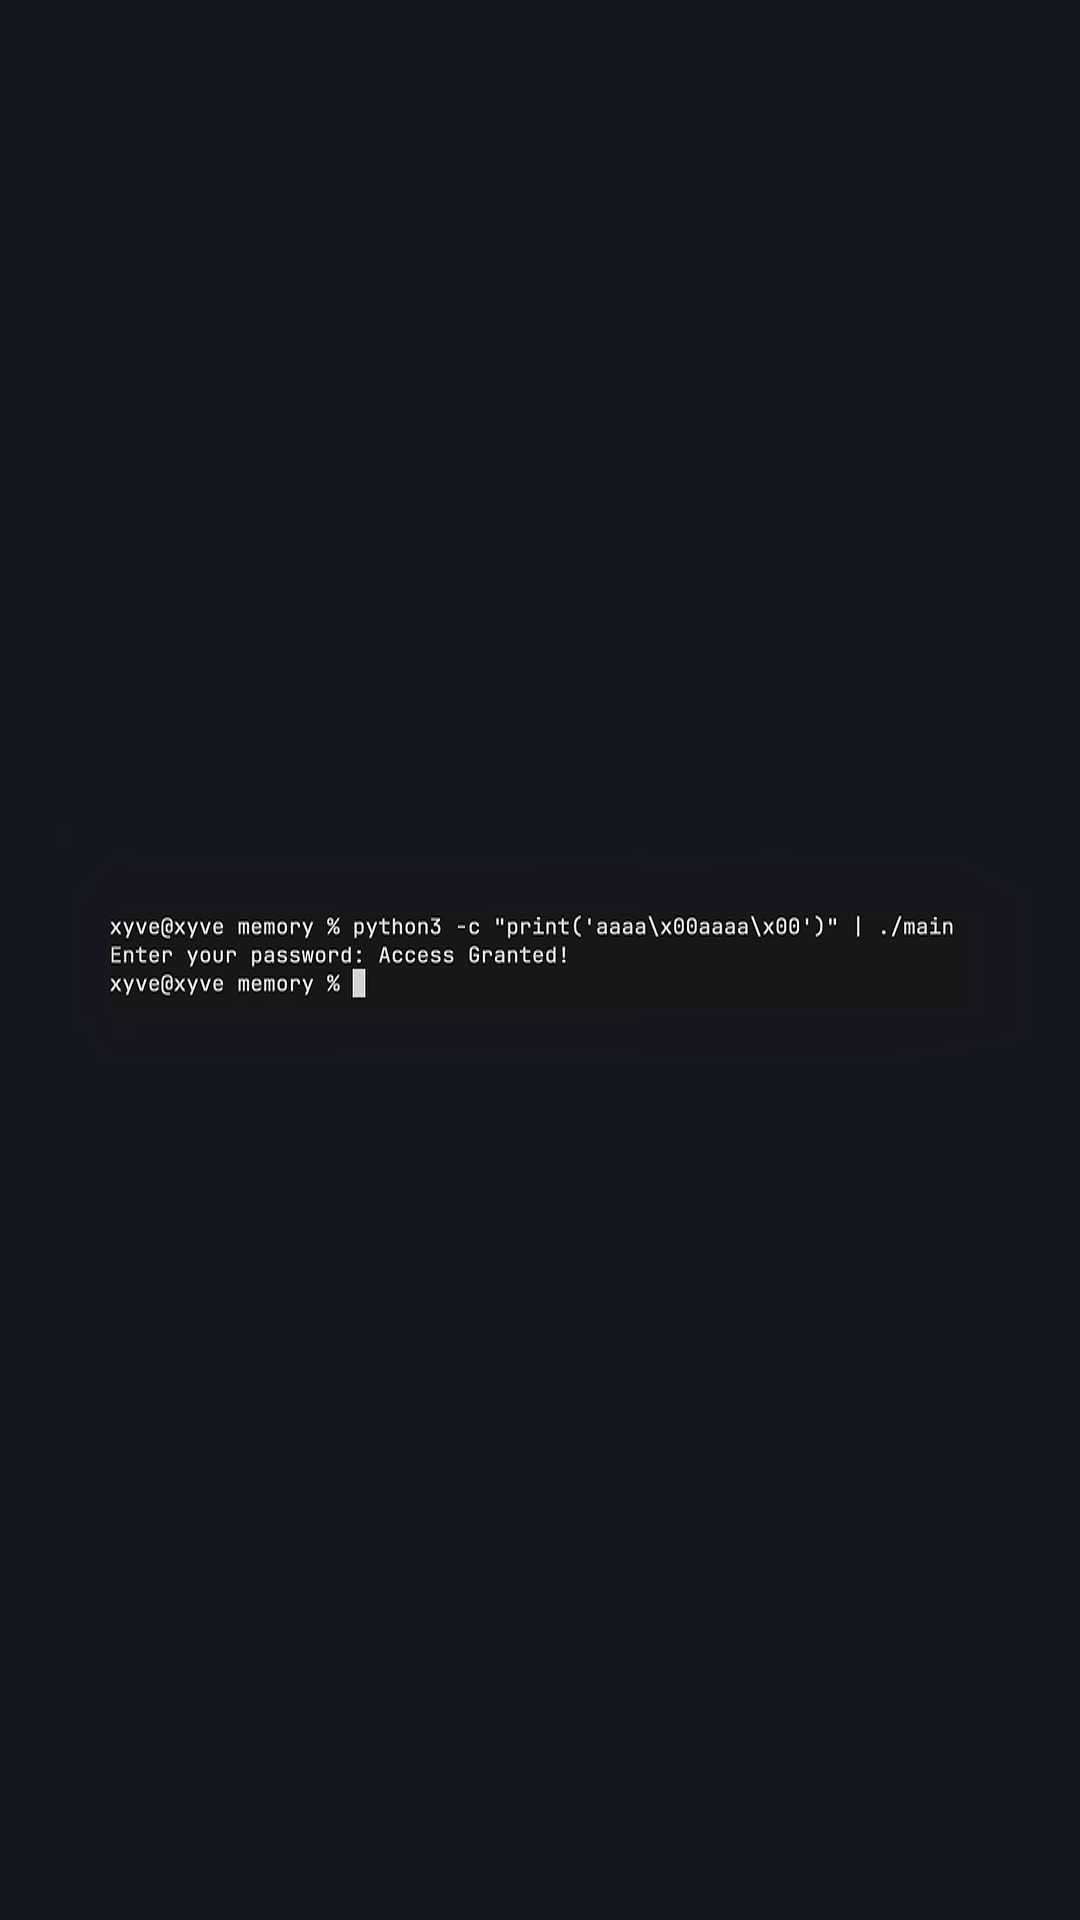 xyve@xyve memory % python3 -c "print('aaaa\x00aaaa\x00')" | ./main
Enter your password: Access Granted!
xyve@xyve memory %